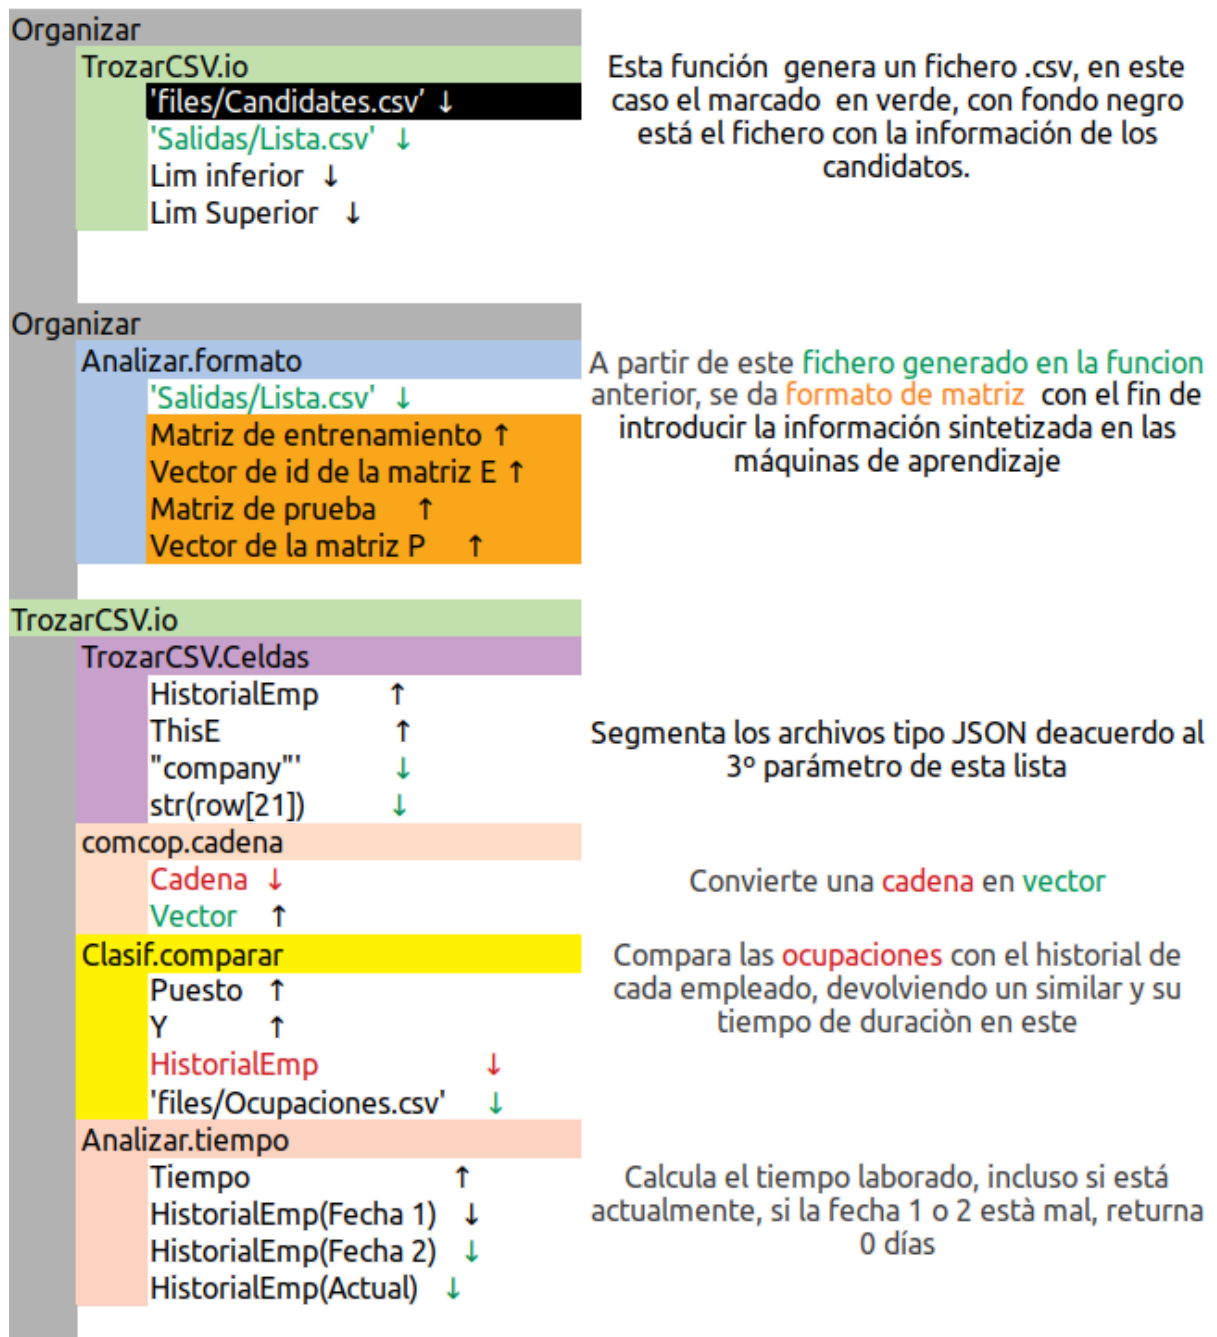 Organizar
TrozarCSV.io
'files/Candidates.csv’ ↓
'Salidas/Lista.csv' ↓
Lim inferior ↓
Lim Superior ↓
Esta función genera un fichero .csv, en este
caso el marcado en verde, con fondo negro
está el fichero con la información de los
candidatos.
Organizar
Analizar.formato
'Salidas/Lista.csv' ↓
Matriz de entrenamiento ↑
Vector de id de la matriz E ↑
Matriz de prueba ↑
Vector de la matriz P ↑
A partir de este fichero generado en la funcion
anterior, se da formato de matriz con el fin de
introducir la información sintetizada en las
máquinas de aprendizaje
TrozarCSV.io
TrozarCSV.Celdas
HistorialEmp ↑
ThisE ↑
"company"' ↓
str(row[21]) ↓
Segmenta los archivos tipo JSON deacuerdo al
3º parámetro de esta lista
comcop.cadena
Cadena ↓
Vector ↑
Convierte una cadena en vector
Clasif.comparar
Puesto ↑
Y ↑
HistorialEmp ↓
'files/Ocupaciones.csv' ↓
Compara las ocupaciones con el historial de
cada empleado, devolviendo un similar y su
tiempo de duraciòn en este
Analizar.tiempo
Tiempo ↑
HistorialEmp(Fecha 1) ↓
HistorialEmp(Fecha 2) ↓
HistorialEmp(Actual) ↓
Calcula el tiempo laborado, incluso si está
actualmente, si la fecha 1 o 2 està mal, returna
0 días